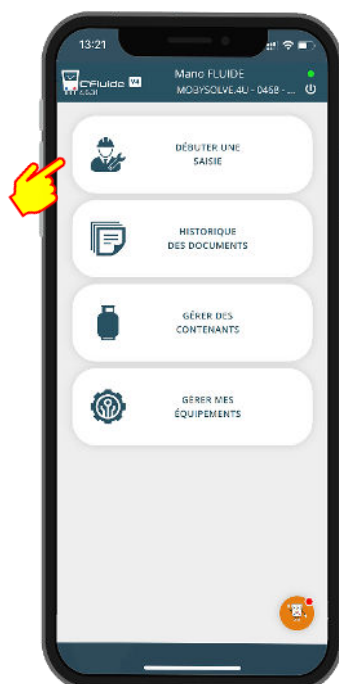 13:21
C'Fluide V4
Mano FLUIDE
MOBYSOLVE.4U - 0468 - ...
DÉBUTER UNE
SAISIE
HISTORIQUE
DES DOCUMENTS
GÉRER DES
CONTENANTS
GÉRER MES
ÉQUIPEMENTS